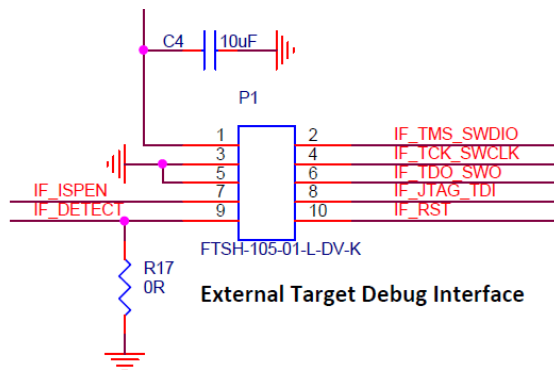 C4 10uF
P1
1 2 IF_TMS_SWDIO
3 4 IF_TCK_SWCLK
5 6 IF_TDO_SWO
IF_ISPEN 7 8 IF_JTAG_TDI
IF_DETECT 9 10 IF_RST
FTSH-105-01-L-DV-K
R17
0R
External Target Debug Interface